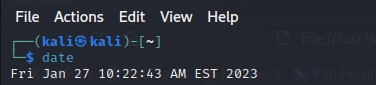 File Actions Edit View Help
┌──(kali㉿kali)-[~]
└─$ date
Fri Jan 27 10:22:43 AM EST 2023